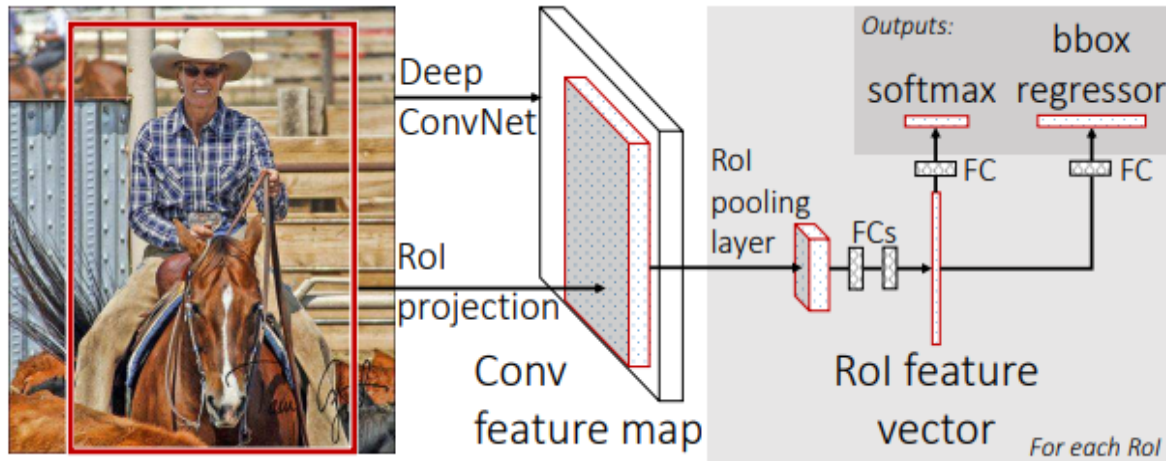 Deep
ConvNet
RoI
projection
Conv
feature map
RoI
pooling
layer
FCs
Outputs:
softmax
bbox
regressor
FC
FC
RoI feature
vector
For each RoI